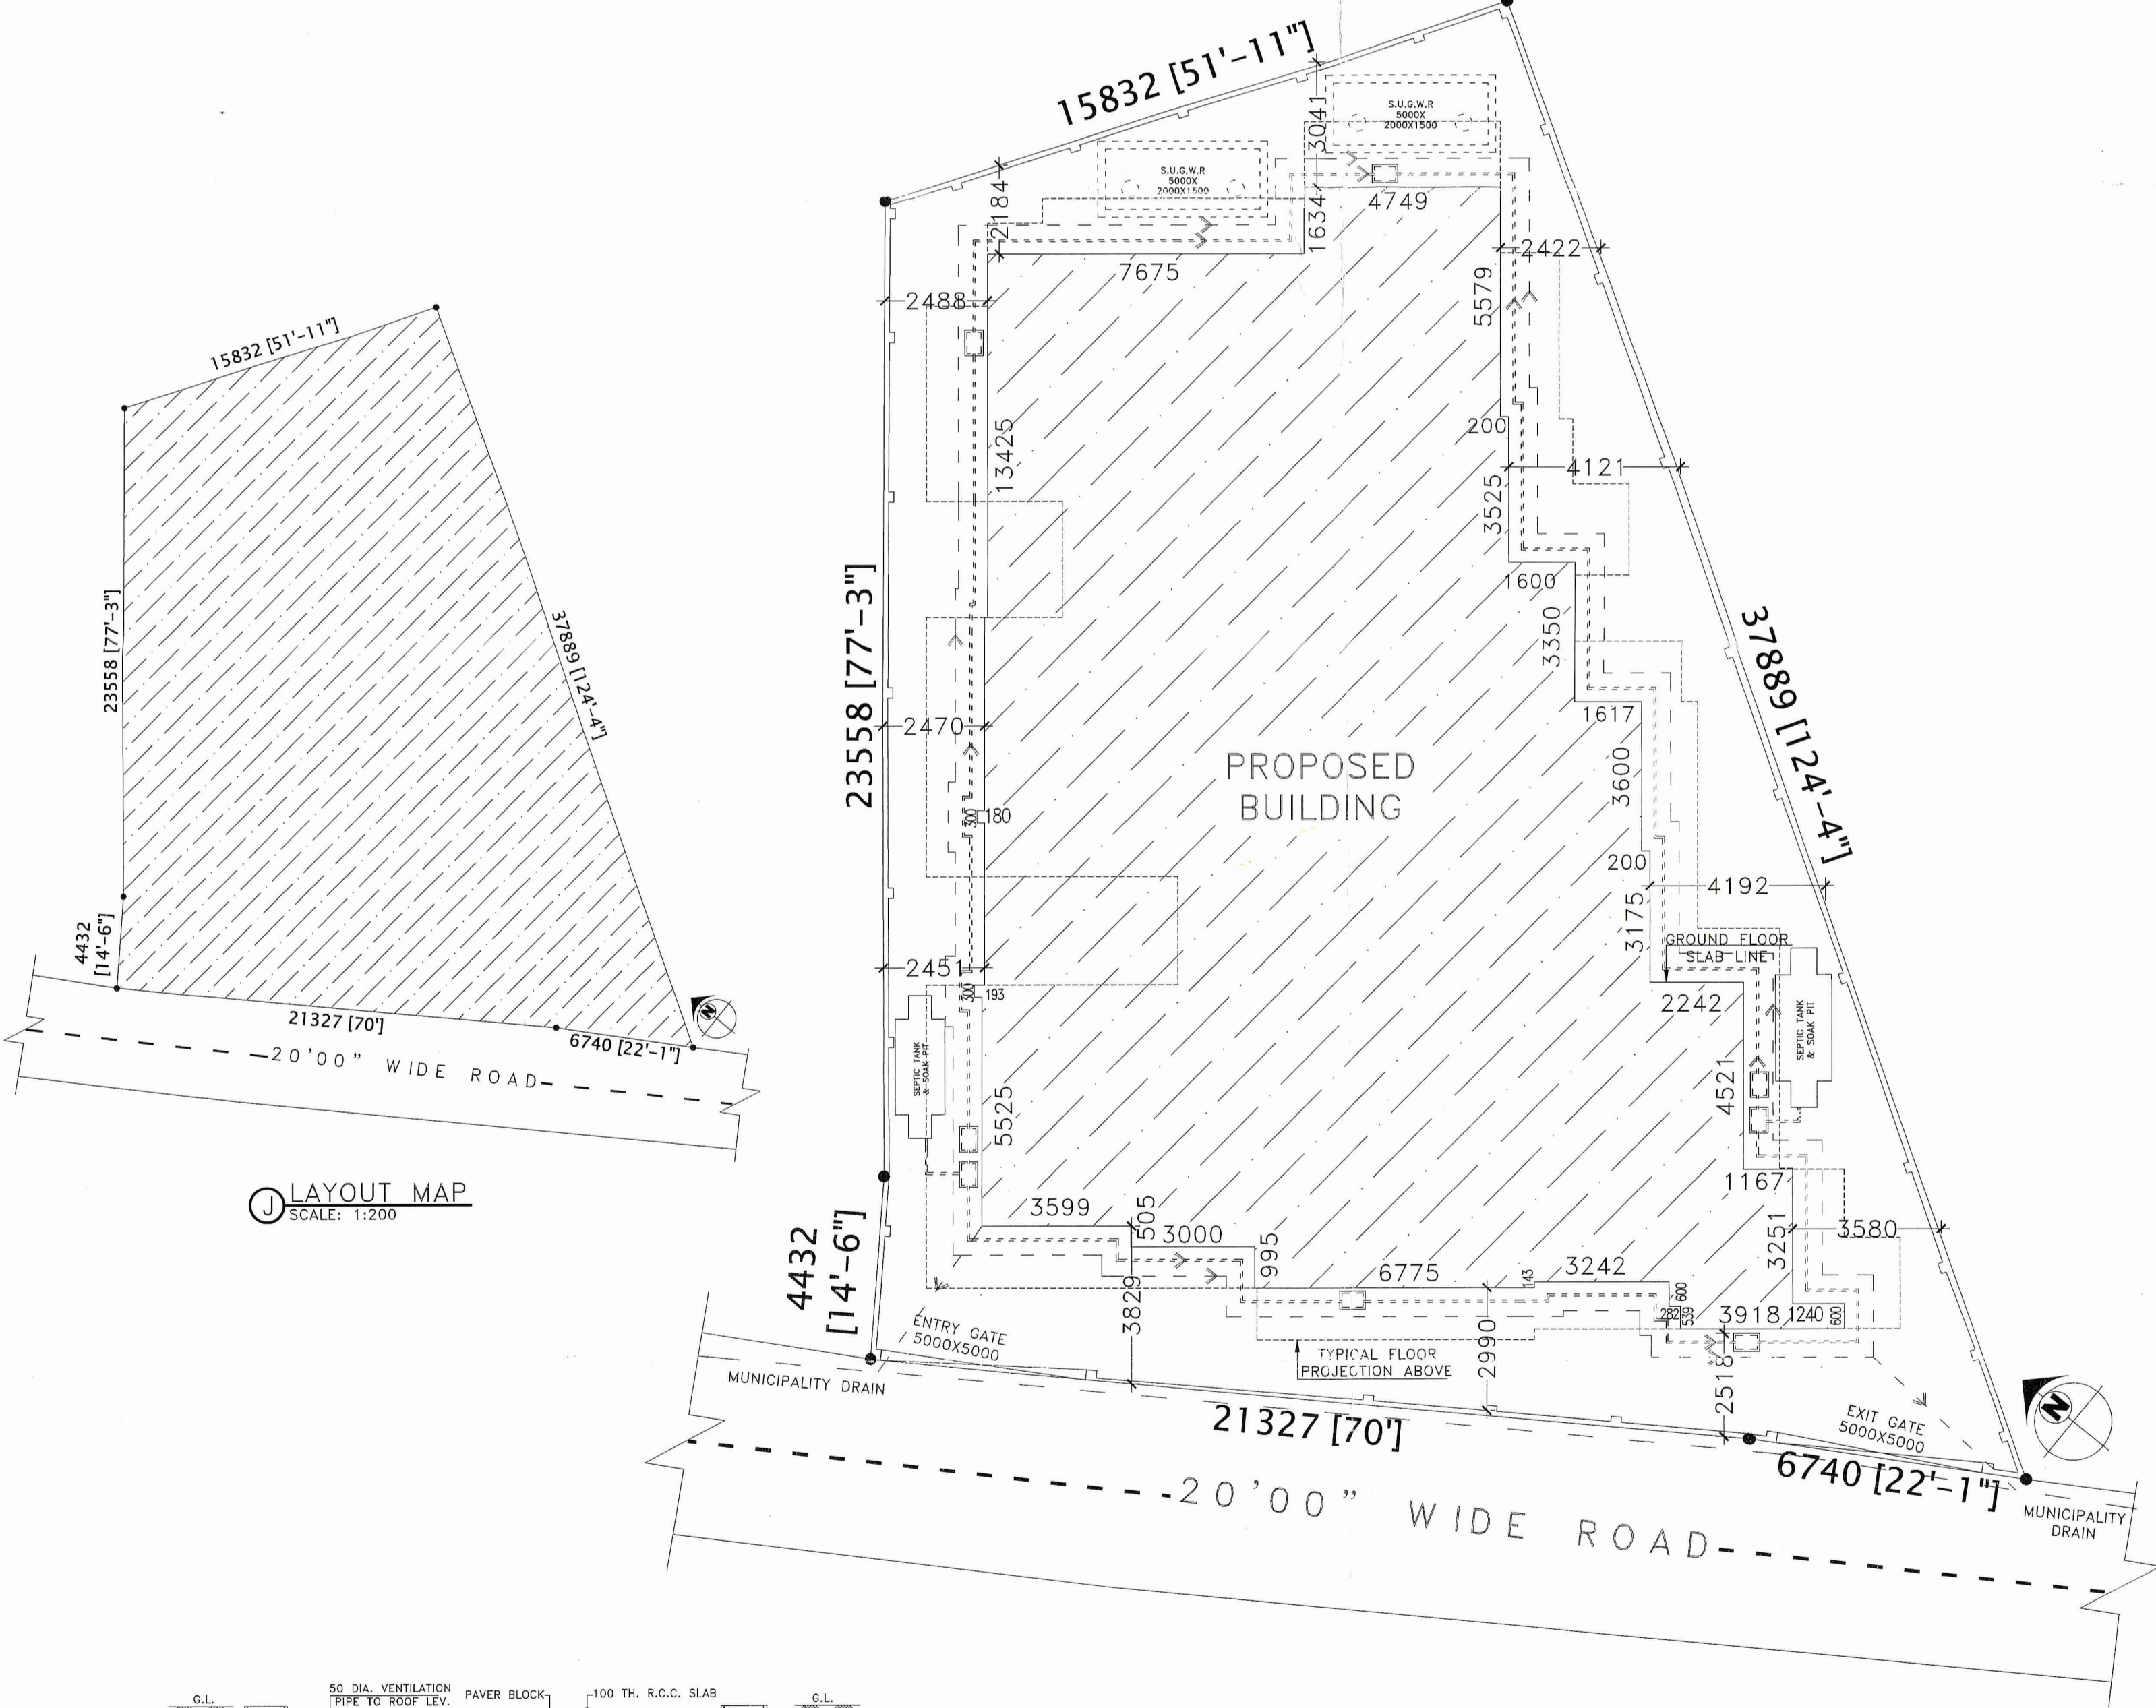 15832 [51'-11"]
23558 [77'-3"]
37889 [124'-4"]
4432
[14'-6"]
21327 [70']
6740 [22'-1"]
N
20'00" WIDE ROAD
J
LAYOUT MAP
SCALE: 1:200
15832 [51'-11"]
3041
S.U.G.W.R
5000X
2000X1500
S.U.G.W.R
5000X
2000X1500
2184
1634
4749
7675
2422
2488
5579
13425
200
4121
3525
1600
3350
23558 [77'-3"]
37889 [124'-4"]
2470
1617
PROPOSED
BUILDING
3600
300
180
200
4192
3175
GROUND FLOOR
SLAB LINE
2451
300
193
2242
SEPTIC TANK
& SOAK PIT
SEPTIC TANK
& SOAK PIT
5525
4521
1167
3599
505
3000
995
3251
3580
4432
[14'-6"]
3829
6775
143
3242
600
282
539
3918
1240
600
ENTRY GATE
5000X5000
2990
2518
TYPICAL FLOOR
PROJECTION ABOVE
MUNICIPALITY DRAIN
21327 [70']
EXIT GATE
5000X5000
N
6740 [22'-1"]
20'00" WIDE ROAD
MUNICIPALITY
DRAIN
G.L.
50 DIA. VENTILATION
PIPE TO ROOF LEV.
PAVER BLOCK
100 TH. R.C.C. SLAB
G.L.